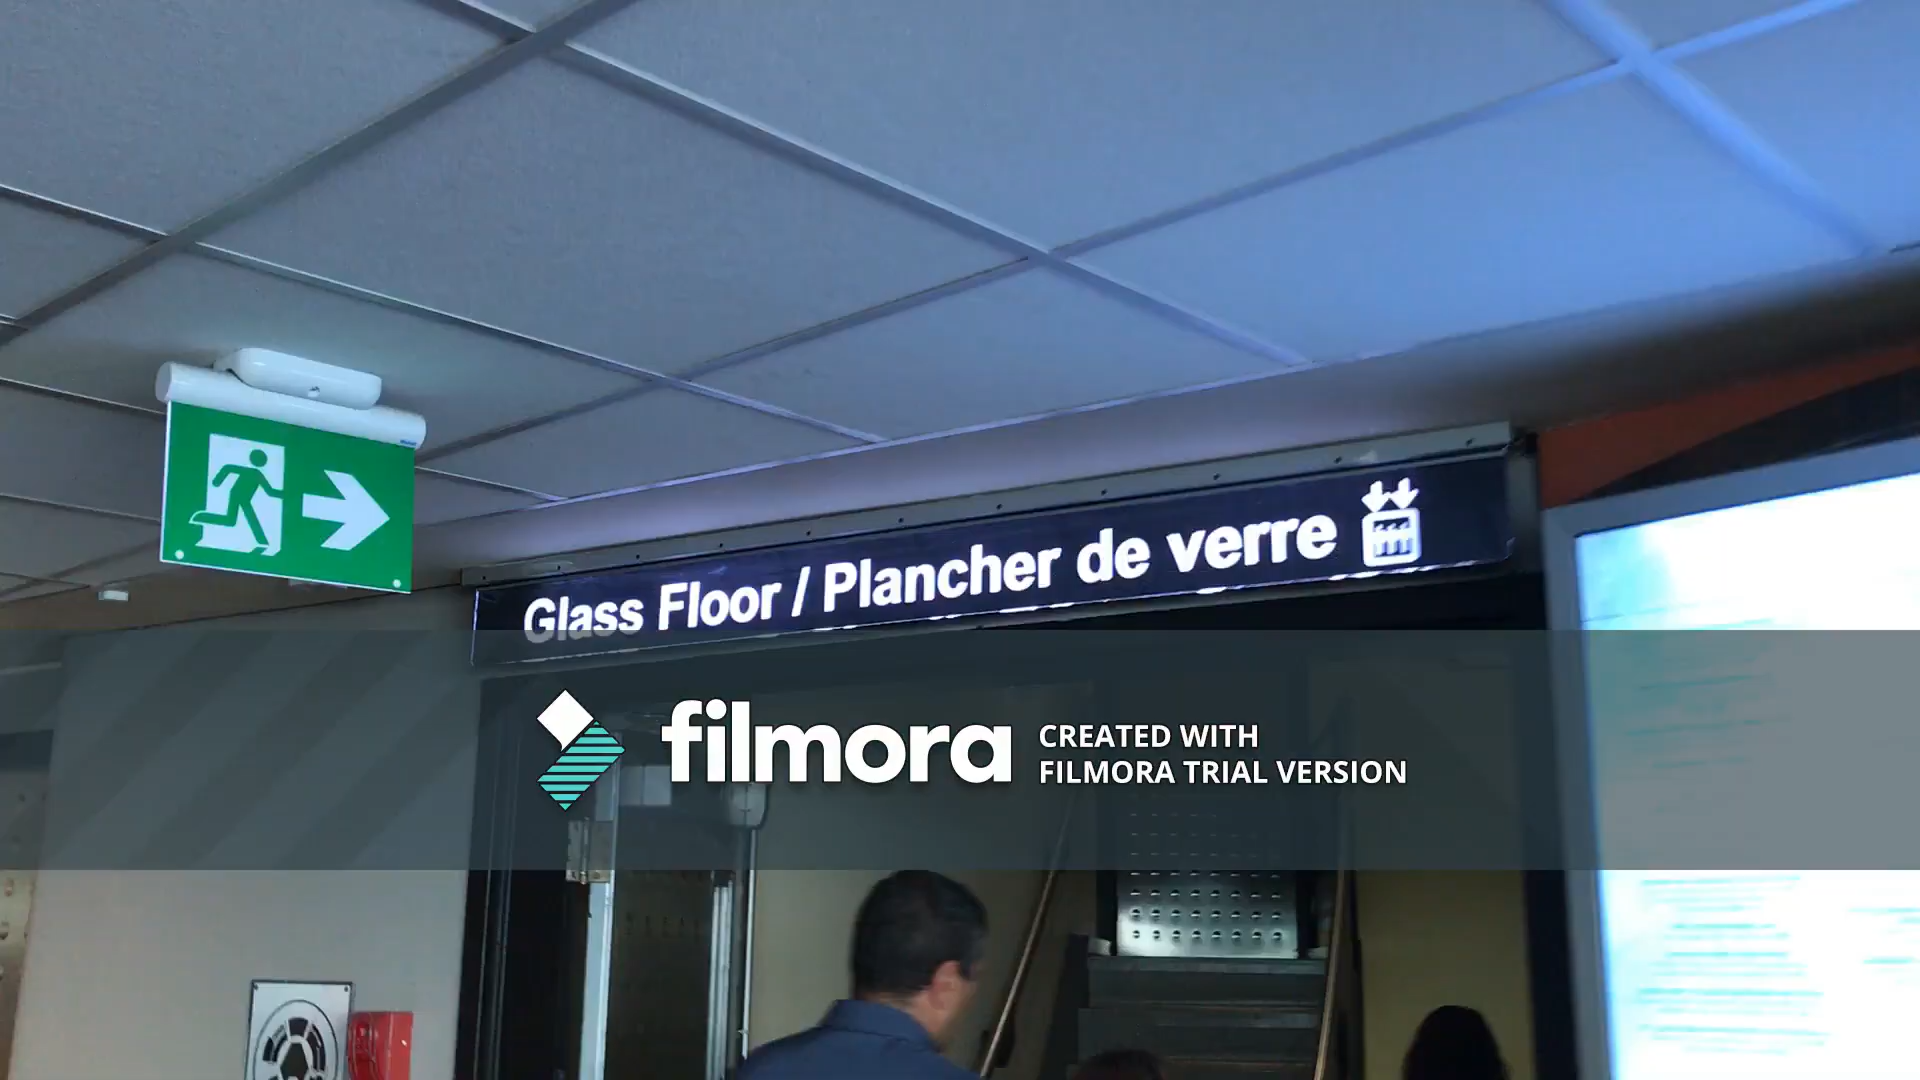 Glass Floor / Plancher de verre
filmora
CREATED WITH
FILMORA TRIAL VERSION